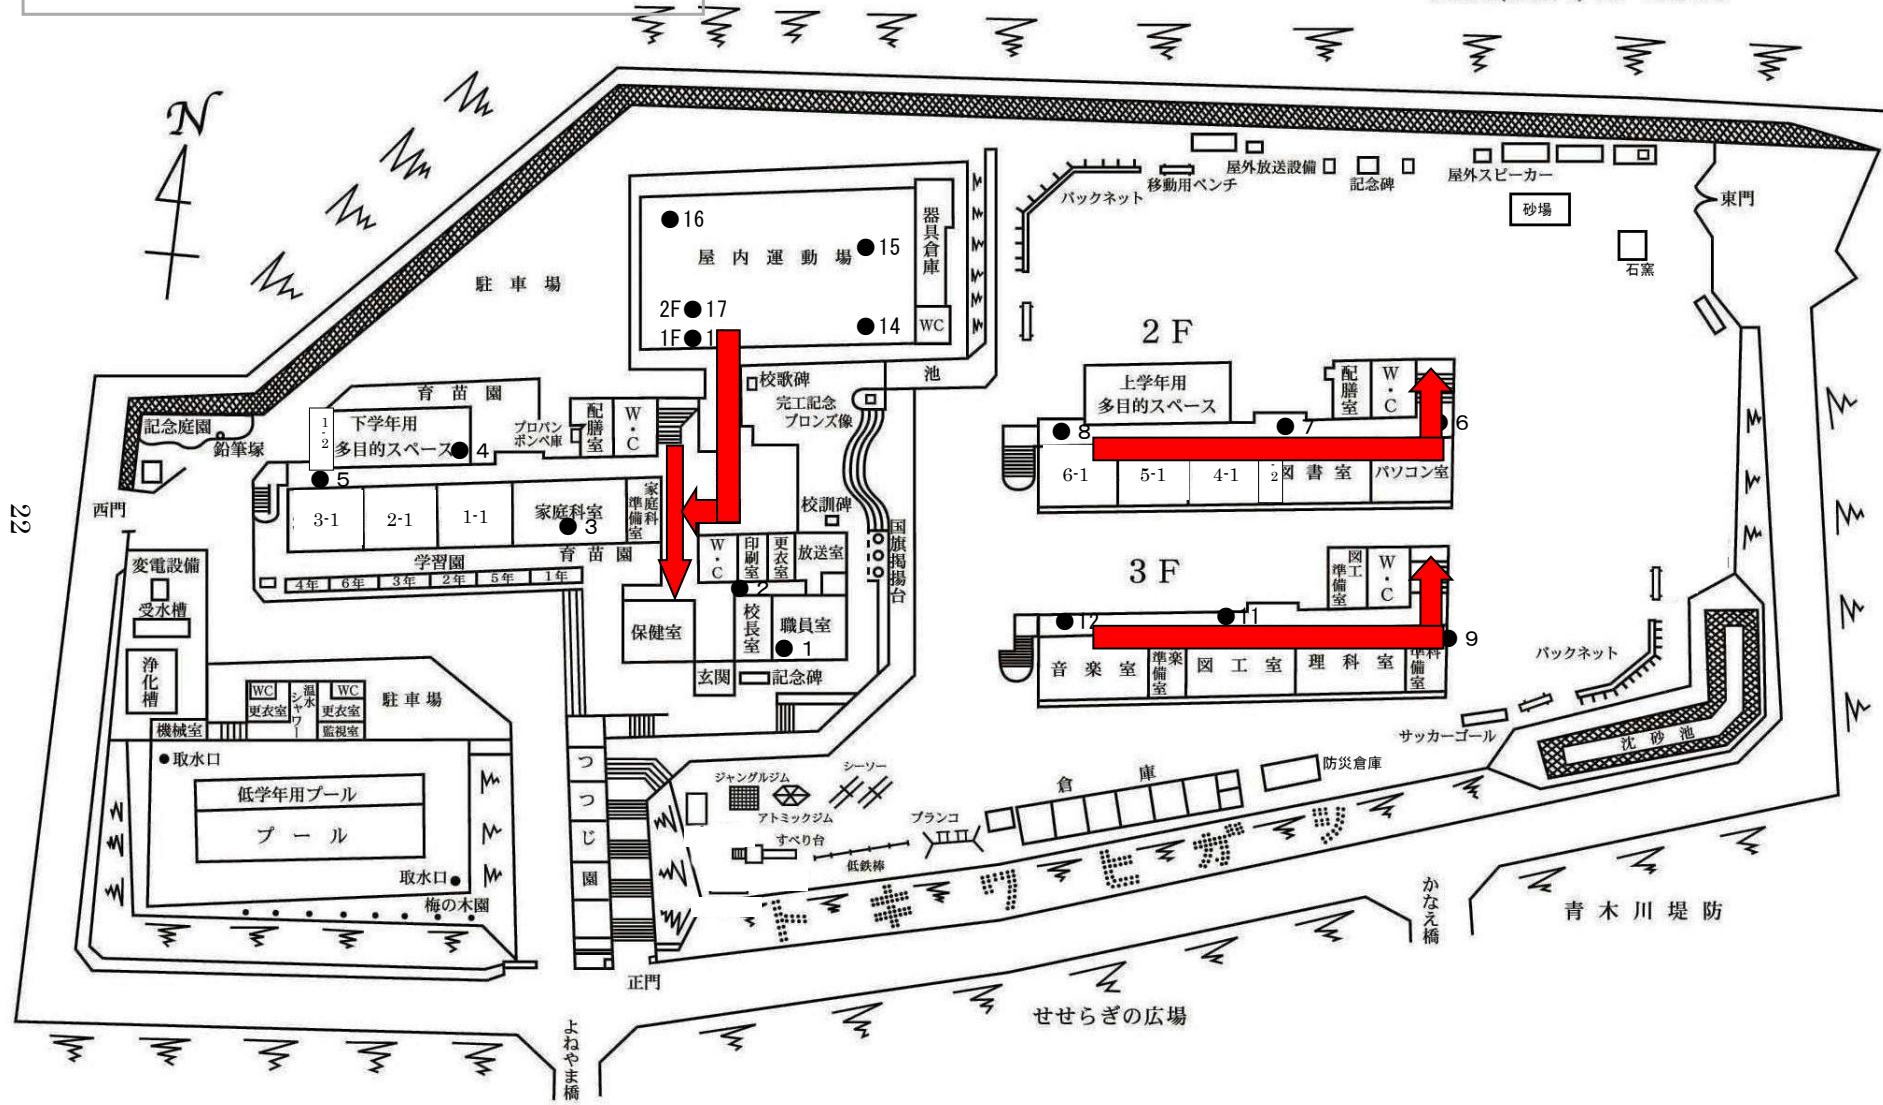 N
22
バックネット
移動用ベンチ
屋外放送設備
記念碑
屋外スピーカー
砂場
東門
石窯
駐車場
●16
●15
屋内運動場
器具倉庫
2F●17
1F●1
●14
WC
池
校歌碑
完工記念
ブロンズ像
校訓碑
国旗掲揚台
記念庭園
鉛筆塚
西門
育苗園
1-2
下学年用
多目的スペース
●4
プロパン
ボンベ庫
配膳室
W・C
●5
3-1
2-1
1-1
家庭科室
●3
家庭科
準備室
育苗園
学習園
4年
6年
3年
2年
5年
1年
W・C
印刷室
更衣室
放送室
●2
保健室
校長室
職員室
●1
玄関
記念碑
変電設備
受水槽
浄化槽
機械室
WC
更衣室
温水
シャワー
WC
更衣室
監視室
駐車場
●取水口
低学年用プール
プール
取水口●
梅の木園
つつじ園
正門
よねやま橋
2F
上学年用
多目的スペース
配膳室
W・C
●8
●7
6
6-1
5-1
4-1
-2
図書室
パソコン室
3F
図工
準備室
W・C
●12
●11
●9
音楽室
音楽
準備室
図工室
理科室
理科
準備室
バックネット
サッカーゴール
沈砂池
ジャングルジム
シーソー
アトミックジム
すべり台
低鉄棒
ブランコ
倉庫
防災倉庫
トキワヒガツ
かなえ橋
青木川堤防
せせらぎの広場